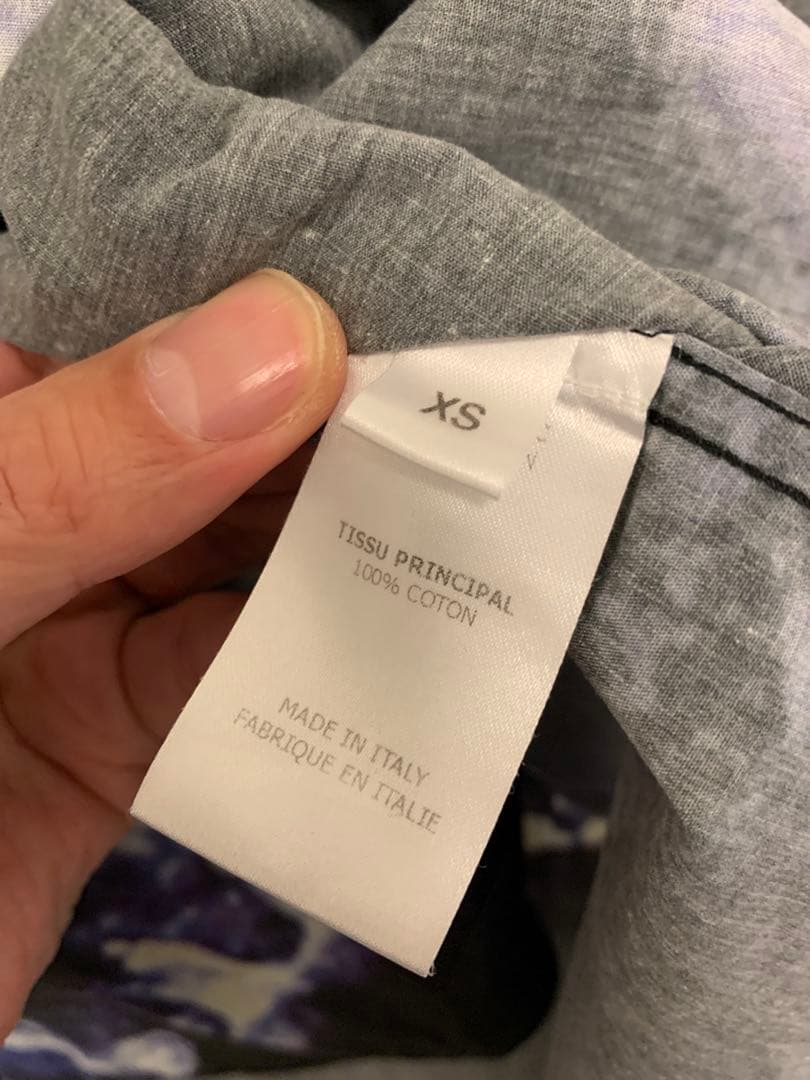 XS
TISSU PRINCIPAL
100% COTON
MADE IN ITALY
FABRIQUE EN ITALIE